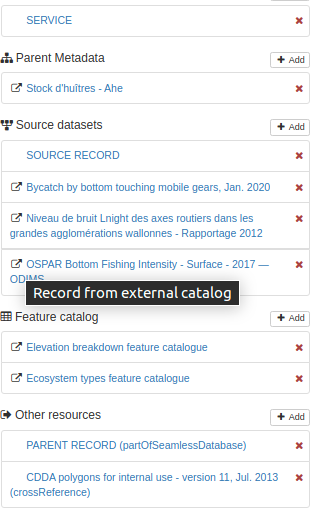 SERVICE
Parent Metadata
Add
Stock d'huîtres - Ahe
Source datasets
Add
SOURCE RECORD
Bycatch by bottom touching mobile gears, Jan. 2020
Niveau de bruit Lnight des axes routiers dans les
grandes agglomérations wallonnes - Rapportage 2012
OSPAR Bottom Fishing Intensity - Surface - 2017 —
ODIMS
Record from external catalog
Feature catalog
Add
Elevation breakdown feature catalogue
Ecosystem types feature catalogue
Other resources
Add
PARENT RECORD (partOfSeamlessDatabase)
CDDA polygons for internal use - version 11, Jul. 2013
(crossReference)